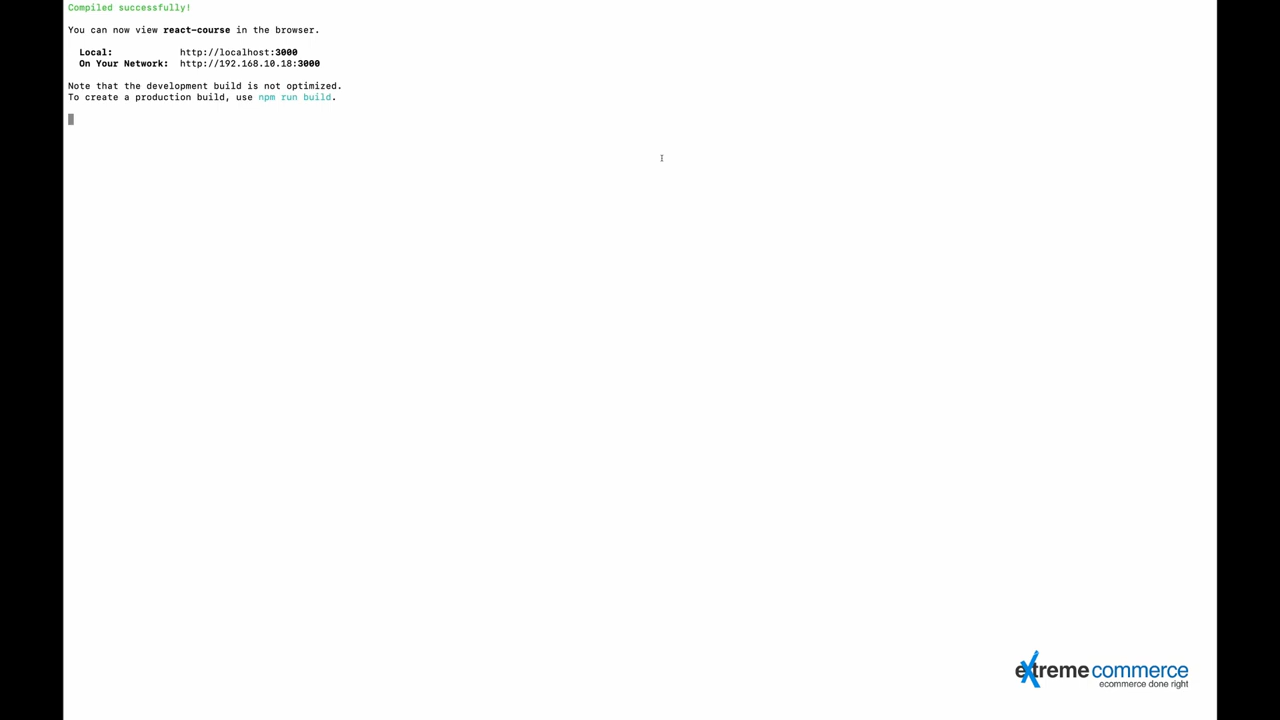 Compiled successfully!
You can now view react-course in the browser.
Local: http://localhost:3000
On Your Network: http://192.168.10.18:3000
Note that the development build is not optimized.
To create a production build, use npm run build.
extreme commerce
ecommerce done right